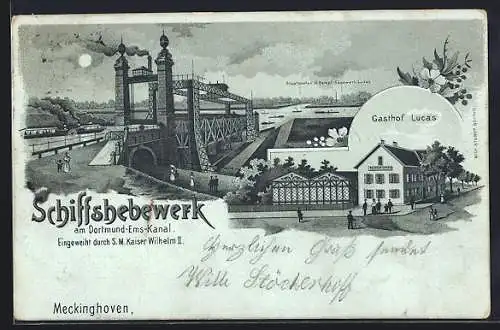 Gasthof Lucas
Schiffshebewerk
am Dortmund-Ems-Kanal.
Eingeweiht durch S. M. Kaiser Wilhelm II.
Herzlichen Gruß sendet
Willi Stöckerhoff
Meckinghoven,